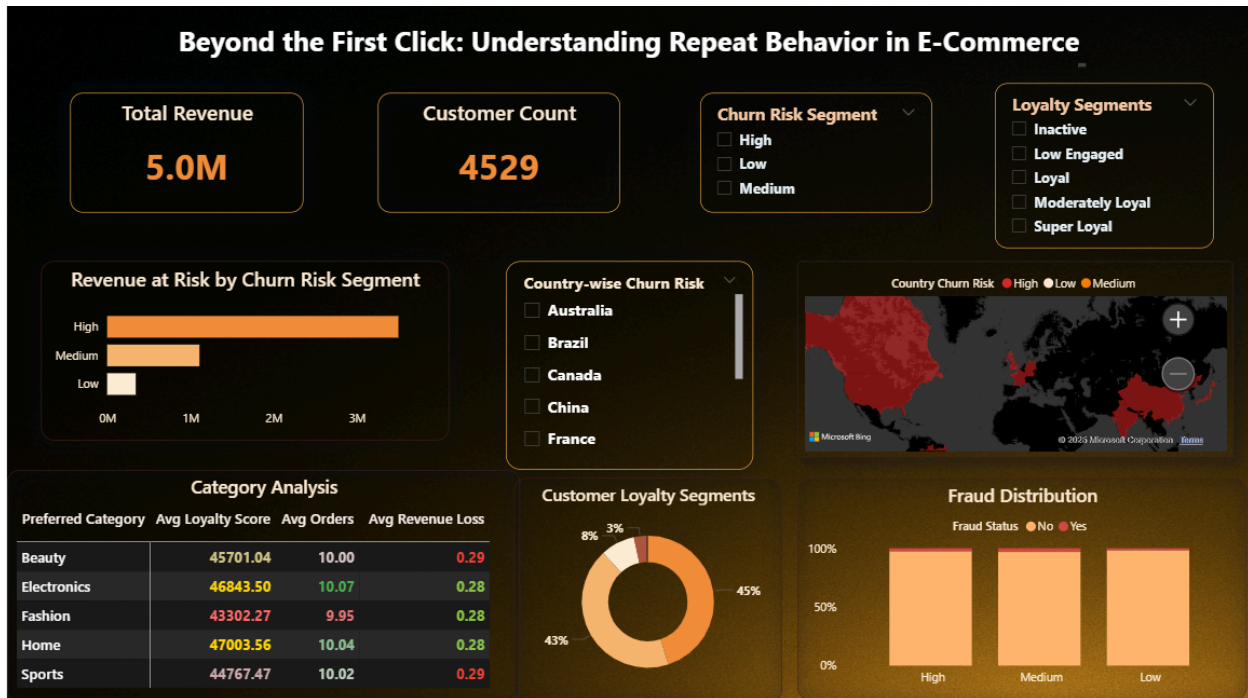 Beyond the First Click: Understanding Repeat Behavior in E-Commerce
Total Revenue
5.0M
Customer Count
4529
Churn Risk Segment
High
Low
Medium
Loyalty Segments
Inactive
Low Engaged
Loyal
Moderately Loyal
Super Loyal
Revenue at Risk by Churn Risk Segment
High
Medium
Low
0M 1M 2M 3M
Country-wise Churn Risk
Australia
Brazil
Canada
China
France
Country Churn Risk High Low Medium
Microsoft Bing
© 2025 Microsoft Corporation Terms
Category Analysis
Preferred Category Avg Loyalty Score Avg Orders Avg Revenue Loss
Beauty 45701.04 10.00 0.29
Electronics 46843.50 10.07 0.28
Fashion 43302.27 9.95 0.28
Home 47003.56 10.04 0.28
Sports 44767.47 10.02 0.29
Customer Loyalty Segments
3%
8%
45%
43%
Fraud Distribution
Fraud Status No Yes
100%
50%
0%
High Medium Low